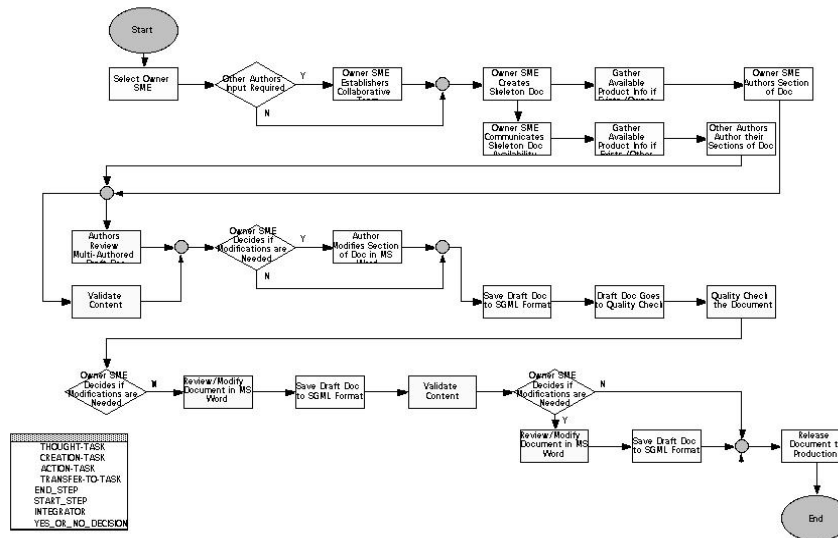 Start
Select Owner
SME
Other Authors
Input Required
Y
N
Owner SME
Establishers
Collaborative
Owner SME
Creates
Skeleton Doc
Gather
Available
Product Info if
Owner SME
Authors Section
of Doc
Owner SME
Communicates
Skeleton Doc
Availability
Gather
Available
Product Info if
Other Authors
Author their
Sections of Doc
Authors
Review
Multi-Authored
Draft Doc
Validate
Content
Owner SME
Decides if
Modifications are
Needed
Y
N
Author
Modifies Section
of Doc in MS
Word
Save Draft Doc
to SGML Format
Draft Doc Goes
to Quality Check
Quality Check
the Document
Owner SME
Decides if
Modifications are
Needed
Review/Modify
Document in MS
Word
Save Draft Doc
to SGML Format
Validate
Content
Owner SME
Decides if
Modifications are
Needed
N
Y
Review/Modify
Document in MS
Word
Save Draft Doc
to SGML Format
Release
Document t
Production
End
THOUGHT-TASK
CREATION-TASK
ACTION-TASK
TRANSFER-TO-TASK
END_STEP
START_STEP
INTEGRATOR
YES_OR_NO_DECISION